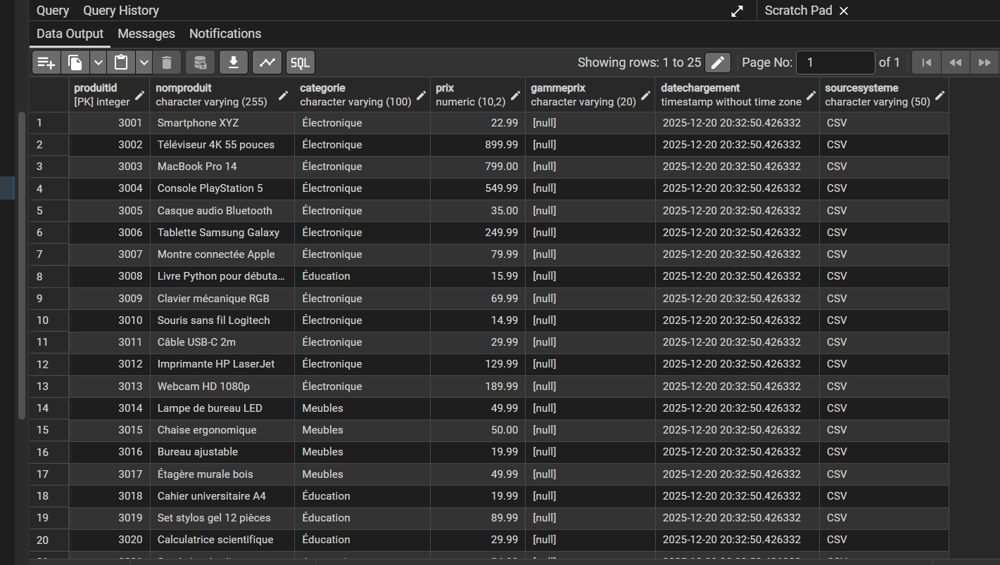 Query Query History Scratch Pad
Data Output Messages Notifications
SQL Showing rows: 1 to 25 Page No: 1 of 1
produitid nomproduit categorie prix gammeprix datechargement sourcesysteme
[PK] integer character varying (255) character varying (100) numeric (10,2) character varying (20) timestamp without time zone character varying (50)
1 3001 Smartphone XYZ Électronique 22.99 [null] 2025-12-20 20:32:50.426332 CSV
2 3002 Téléviseur 4K 55 pouces Électronique 899.99 [null] 2025-12-20 20:32:50.426332 CSV
3 3003 MacBook Pro 14 Électronique 799.00 [null] 2025-12-20 20:32:50.426332 CSV
4 3004 Console PlayStation 5 Électronique 549.99 [null] 2025-12-20 20:32:50.426332 CSV
5 3005 Casque audio Bluetooth Électronique 35.00 [null] 2025-12-20 20:32:50.426332 CSV
6 3006 Tablette Samsung Galaxy Électronique 249.99 [null] 2025-12-20 20:32:50.426332 CSV
7 3007 Montre connectée Apple Électronique 79.99 [null] 2025-12-20 20:32:50.426332 CSV
8 3008 Livre Python pour débuta... Éducation 15.99 [null] 2025-12-20 20:32:50.426332 CSV
9 3009 Clavier mécanique RGB Électronique 69.99 [null] 2025-12-20 20:32:50.426332 CSV
10 3010 Souris sans fil Logitech Électronique 14.99 [null] 2025-12-20 20:32:50.426332 CSV
11 3011 Câble USB-C 2m Électronique 29.99 [null] 2025-12-20 20:32:50.426332 CSV
12 3012 Imprimante HP LaserJet Électronique 129.99 [null] 2025-12-20 20:32:50.426332 CSV
13 3013 Webcam HD 1080p Électronique 189.99 [null] 2025-12-20 20:32:50.426332 CSV
14 3014 Lampe de bureau LED Meubles 49.99 [null] 2025-12-20 20:32:50.426332 CSV
15 3015 Chaise ergonomique Meubles 50.00 [null] 2025-12-20 20:32:50.426332 CSV
16 3016 Bureau ajustable Meubles 19.99 [null] 2025-12-20 20:32:50.426332 CSV
17 3017 Étagère murale bois Meubles 49.99 [null] 2025-12-20 20:32:50.426332 CSV
18 3018 Cahier universitaire A4 Éducation 19.99 [null] 2025-12-20 20:32:50.426332 CSV
19 3019 Set stylos gel 12 pièces Éducation 89.99 [null] 2025-12-20 20:32:50.426332 CSV
20 3020 Calculatrice scientifique Éducation 29.99 [null] 2025-12-20 20:32:50.426332 CSV